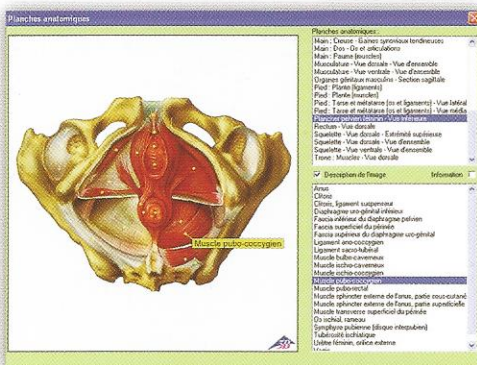 Planches anatomiques
Planches anatomiques :
Main : Creuse - Gaines synoviaux tendineuses
Main : Dos - Os et articulations
Main : Pauma (muscles)
Musculature - Vue dorsale - Vue d'ensemble
Musculature - Vue ventrale - Vue d'ensemble
Organes génitaux masculins - Section sagittale
Pied : Plante (ligaments)
Pied : Plante (muscles)
Pied : Tarse et métatarse (os et ligaments) - Vue latéral
Pied : Tarse et métatarse (os et ligaments) - Vue média
Plancher pelvien féminin - Vue inférieure
Rectum - Vue dorsale
Squelette - Vue dorsale - Extrémité supérieure
Squelette - Vue dorsale - Vue d'ensemble
Squelette - Vue ventrale - Vue d'ensemble
Tronc : Muscles - Vue dorsale
Description de l'image
Information
Anus
Clitoris, ligament suspenseur
Diaphragme uro-génital inférieur
Fascia inférieur du diaphragme pelvien
Fascia superficiel du périnée
Fascia supérieur du diaphragme uro-génital
Ligament ano-coccygien
Ligament sacro-tubéral
Muscle bulbo-caverneux
Muscle ischio-caverneux
Muscle ischio-coccygien
Muscle pubo-coccygien
Muscle pubo-rectal
Muscle sphincter externe de l'anus, partie sous-cutané
Muscle sphincter externe de l'anus, partie superficielle
Muscle transverse superficiel du périnée
Os ischial, rameau
Symphyse pubienne (disque interpubien)
Tubérosité ischiatique
Urètre féminin, orifice externe
Muscle pubo-coccygien
3B